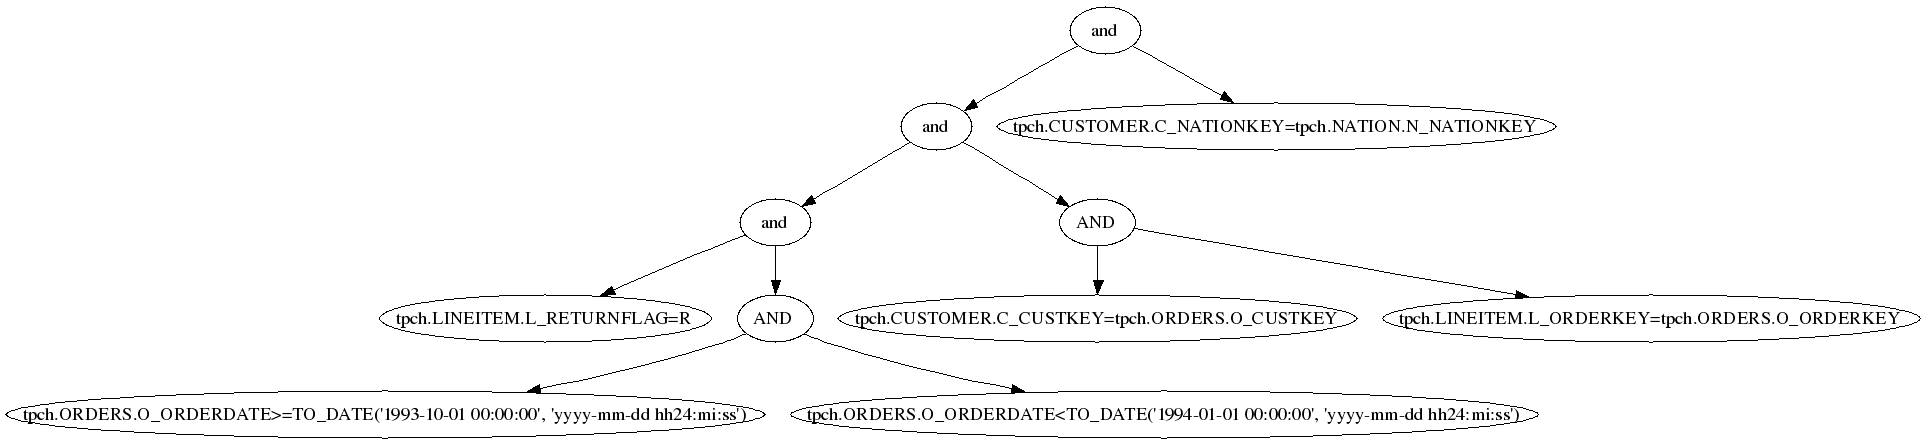 and
and
tpch.CUSTOMER.C_NATIONKEY=tpch.NATION.N_NATIONKEY
and
AND
tpch.LINEITEM.L_RETURNFLAG=R
AND
tpch.CUSTOMER.C_CUSTKEY=tpch.ORDERS.O_CUSTKEY
tpch.LINEITEM.L_ORDERKEY=tpch.ORDERS.O_ORDERKEY
tpch.ORDERS.O_ORDERDATE>=TO_DATE('1993-10-01 00:00:00', 'yyyy-mm-dd hh24:mi:ss')
tpch.ORDERS.O_ORDERDATE<TO_DATE('1994-01-01 00:00:00', 'yyyy-mm-dd hh24:mi:ss')